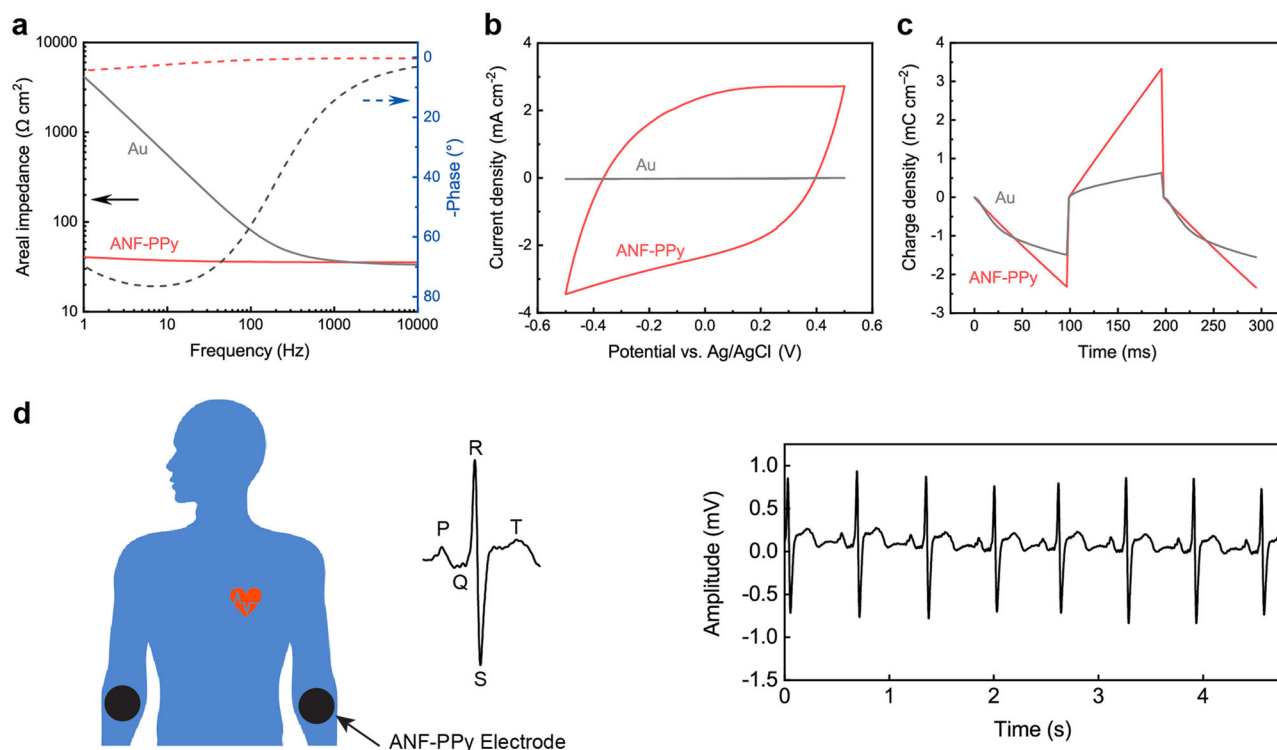 a
10000
1000
100
10
Areal impedance (Ω cm²)
0
20
40
60
80
-Phase (°)
Au
ANF-PPy
1
10
100
1000
10000
Frequency (Hz)
b
4
2
0
-2
-4
Current density (mA cm⁻²)
Au
ANF-PPy
ANF-PPy
-0.6
-0.4
-0.2
0.0
0.2
0.4
0.6
Potential vs. Ag/AgCl (V)
c
4
3
2
1
0
-1
-2
-3
Charge density (mC cm⁻²)
Au
ANF-PPy
0
50
100
150
200
250
300
Time (ms)
d
ANF-PPy Electrode
P
Q
R
S
T
1.0
0.5
0.0
-0.5
-1.0
-1.5
Amplitude (mV)
0
1
2
3
4
Time (s)